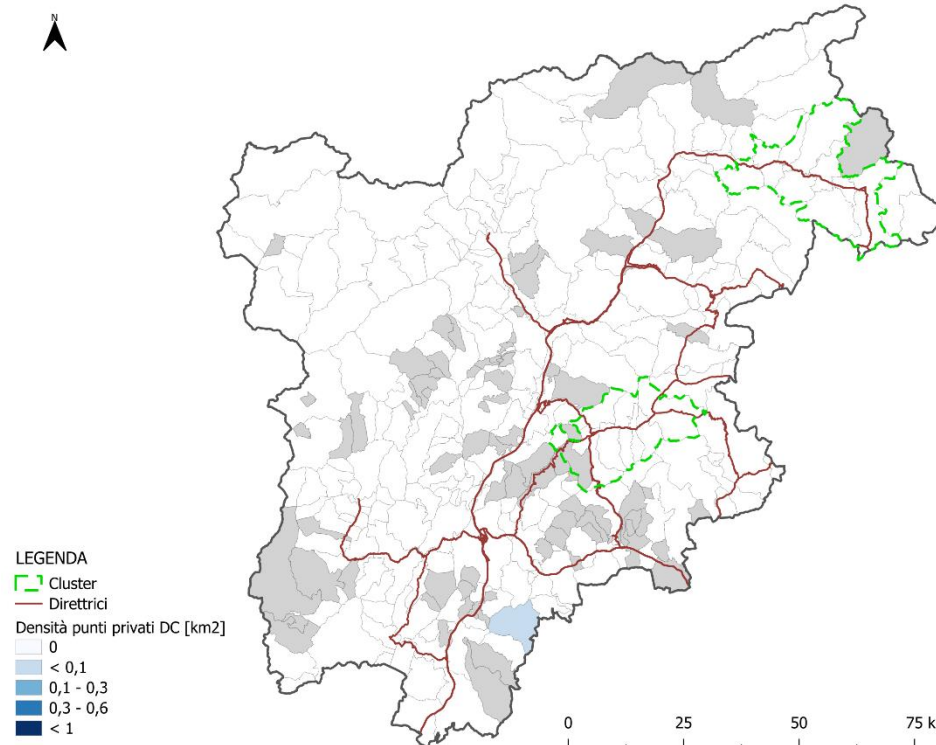 N
LEGENDA
Cluster
Direttrici
Densità punti privati DC [km2]
0
< 0,1
0,1 - 0,3
0,3 - 0,6
< 1
0 25 50 75 k